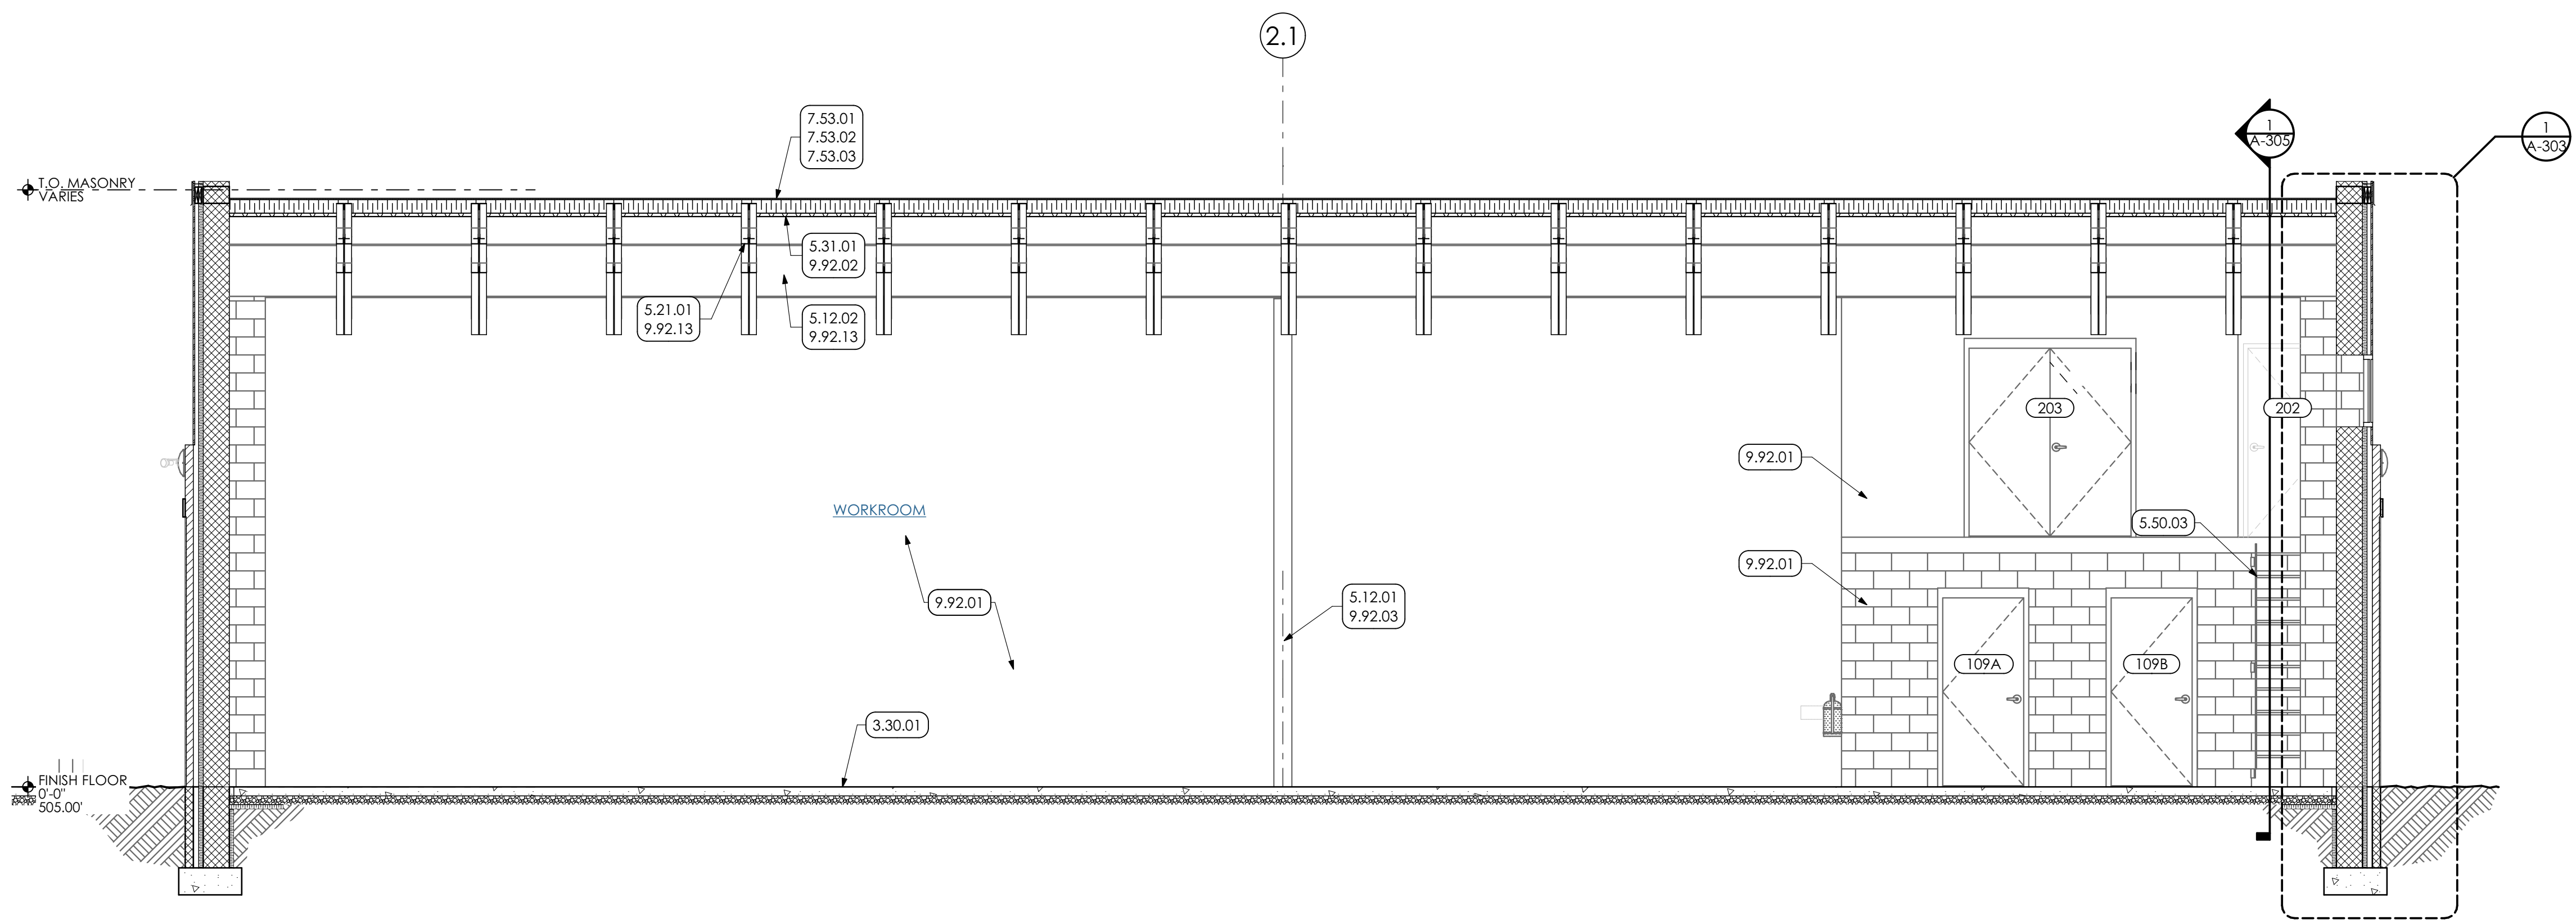 2.1
7.53.01
7.53.02
7.53.03
1
A-305
1
A-303
T.O. MASONRY
VARIES
5.31.01
9.92.02
5.21.01
9.92.13
5.12.02
9.92.13
203
202
9.92.01
WORKROOM
5.50.03
9.92.01
9.92.01
5.12.01
9.92.03
109A
109B
3.30.01
FINISH FLOOR
0'-0"
505.00'